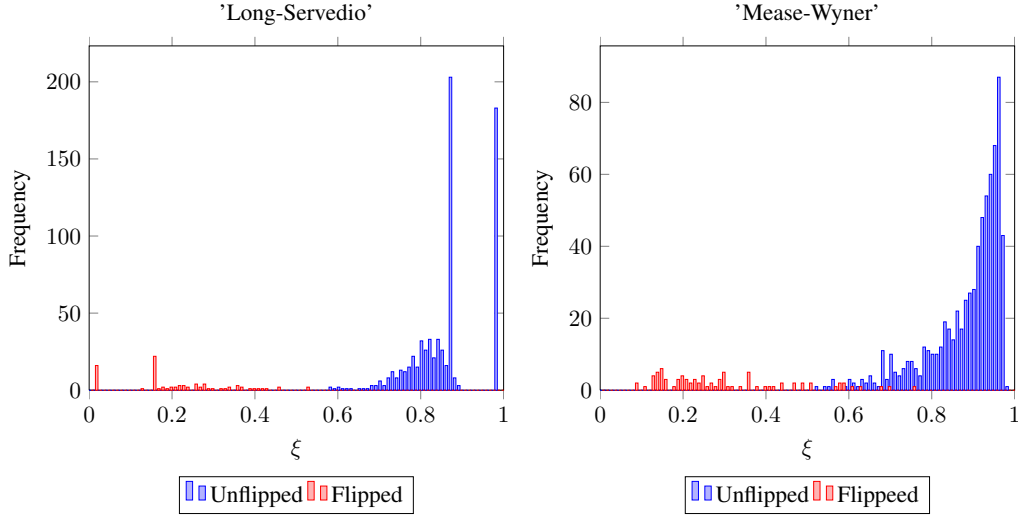 ’Long-Servedio’
200
150
100
50
0
Frequency
0 0.2 0.4 0.6 0.8 1
ξ
Unflipped Flipped
’Mease-Wyner’
80
60
40
20
0
Frequency
0 0.2 0.4 0.6 0.8 1
ξ
Unflipped Flippeed